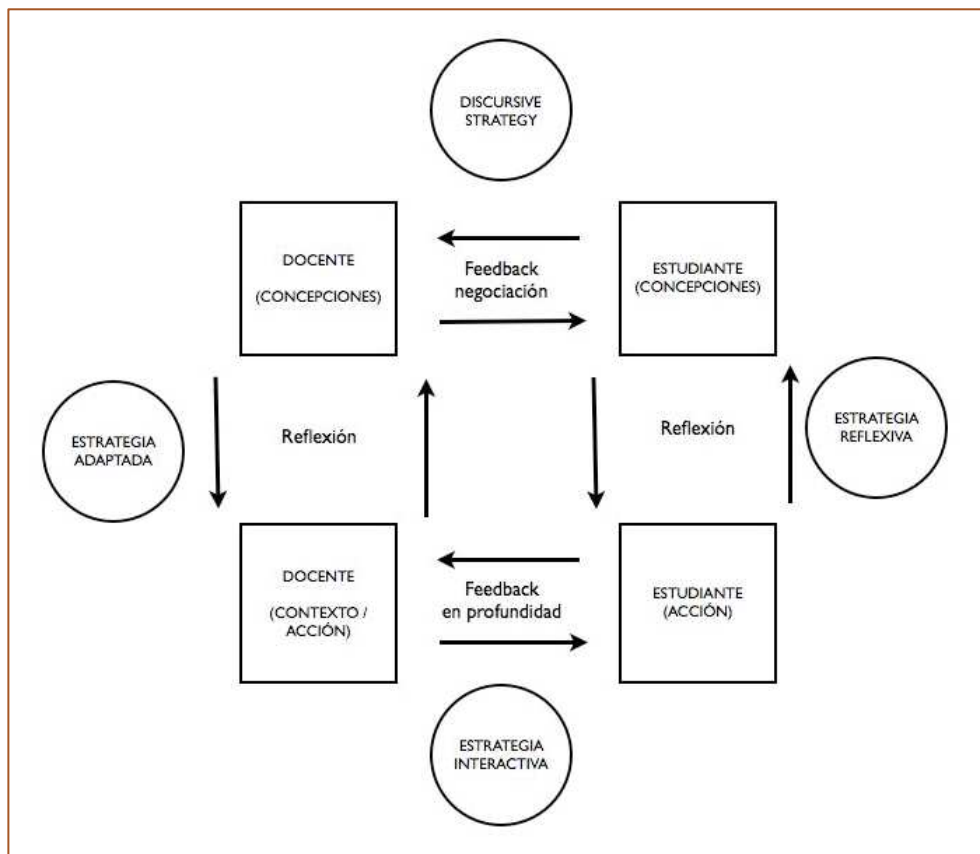 DISCURSIVE
STRATEGY
DOCENTE
(CONCEPCIONES)
Feedback
negociación
ESTUDIANTE
(CONCEPCIONES)
ESTRATEGIA
ADAPTADA
Reflexión
Reflexión
ESTRATEGIA
REFLEXIVA
DOCENTE
(CONTEXTO /
ACCIÓN)
Feedback
en profundidad
ESTUDIANTE
(ACCIÓN)
ESTRATEGIA
INTERACTIVA